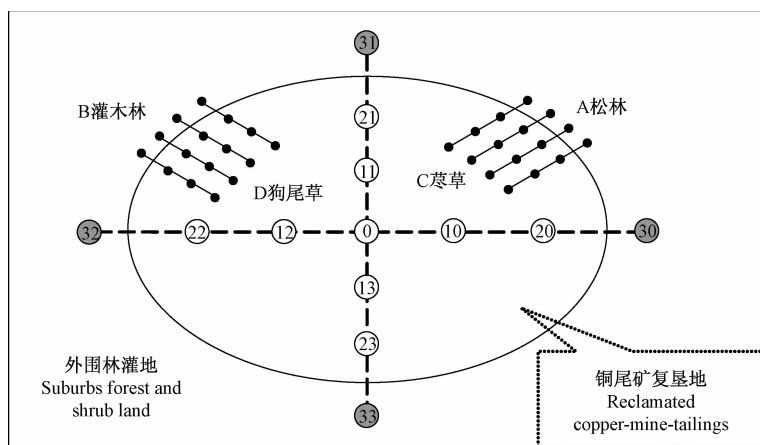 31
B灌木林
A松林
21
11
C荩草
D狗尾草
32
22
12
0
10
20
30
13
23
外围林灌地
Suburbs forest and
shrub land
铜尾矿复垦地
Reclamated
copper-mine-tailings
33